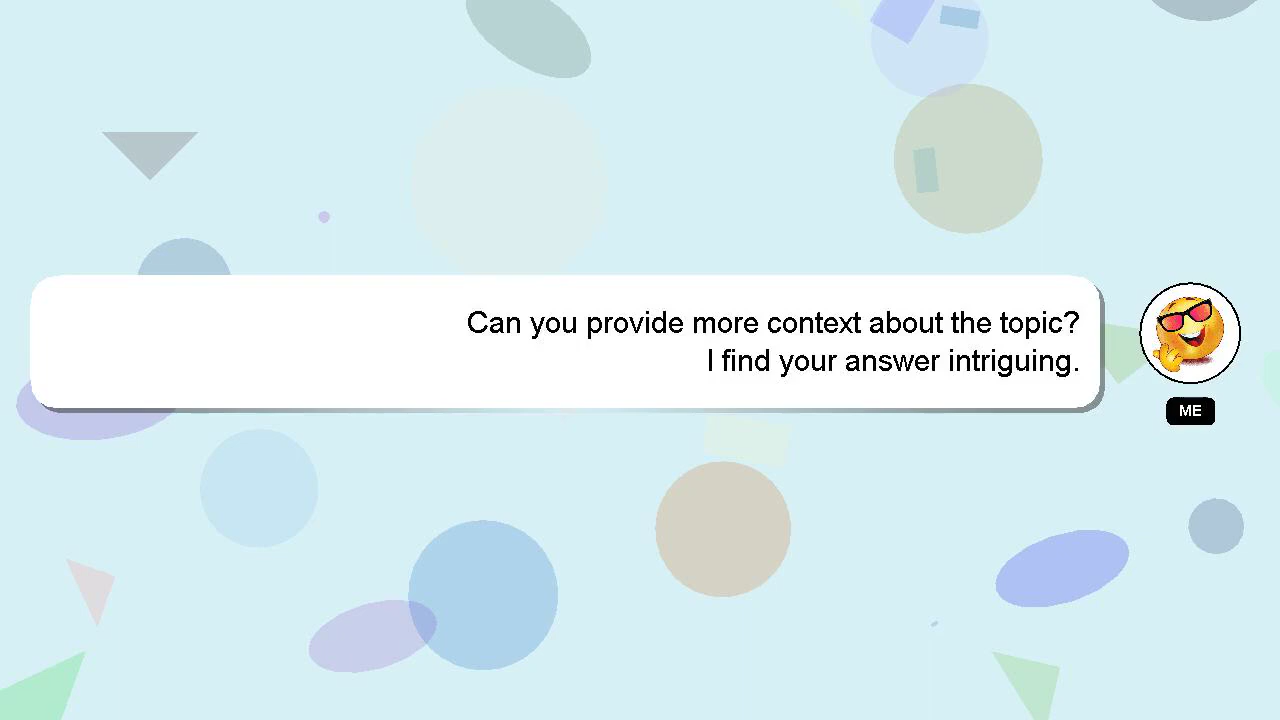 Can you provide more context about the topic?
I find your answer intriguing.
ME